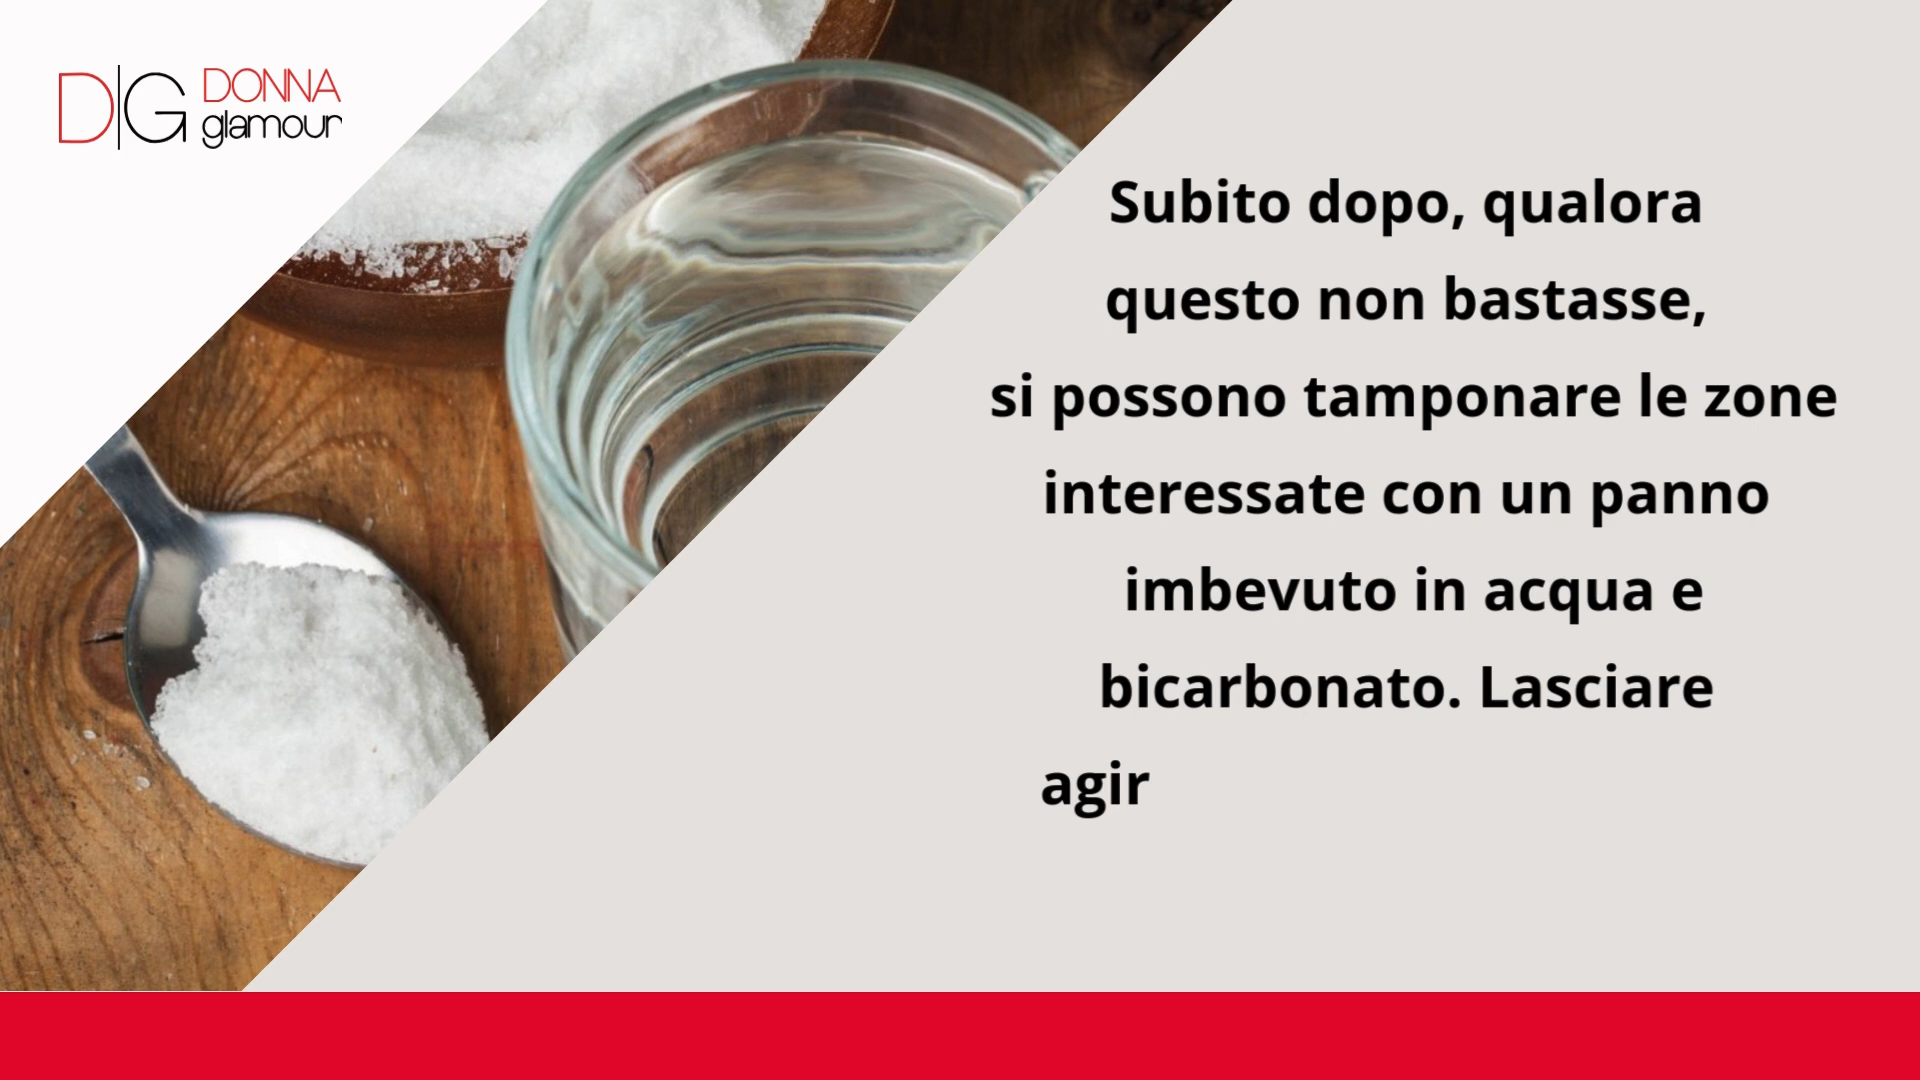 D|G DONNA
glamour
Subito dopo, qualora
questo non bastasse,
si possono tamponare le zone
interessate con un panno
imbevuto in acqua e
bicarbonato. Lasciare
agir